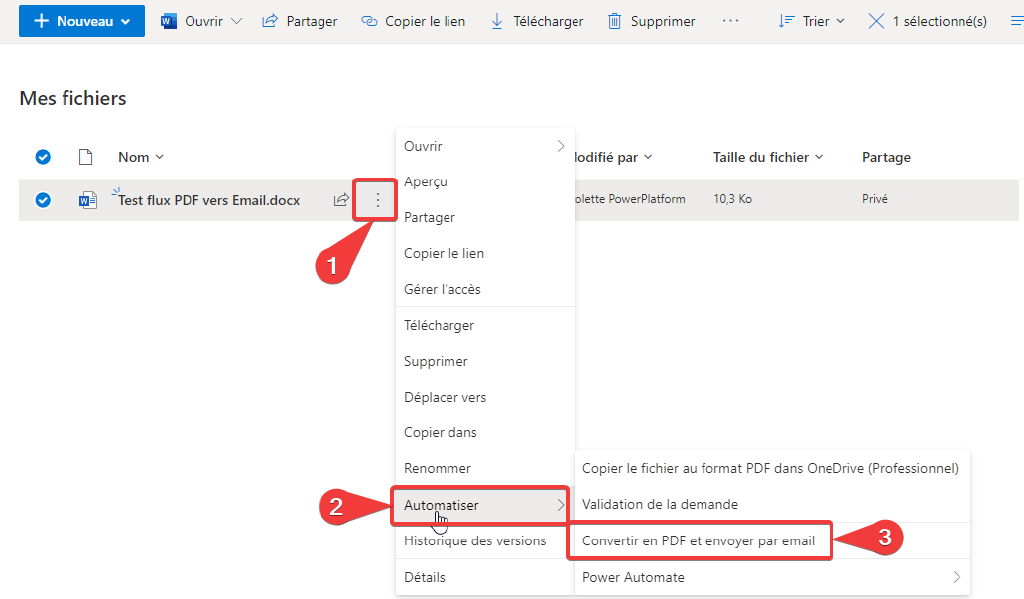 Nouveau
Ouvrir
Partager
Copier le lien
Télécharger
Supprimer
···
Trier
1 sélectionné(s)
Mes fichiers
Nom
Modifié par
Taille du fichier
Partage
Test flux PDF vers Email.docx
olette PowerPlatform
10,3 Ko
Privé
1
Ouvrir
Aperçu
Partager
Copier le lien
Gérer l'accès
Télécharger
Supprimer
Déplacer vers
Copier dans
Renommer
2
Automatiser
Historique des versions
Détails
Copier le fichier au format PDF dans OneDrive (Professionnel)
Validation de la demande
Convertir en PDF et envoyer par email
3
Power Automate